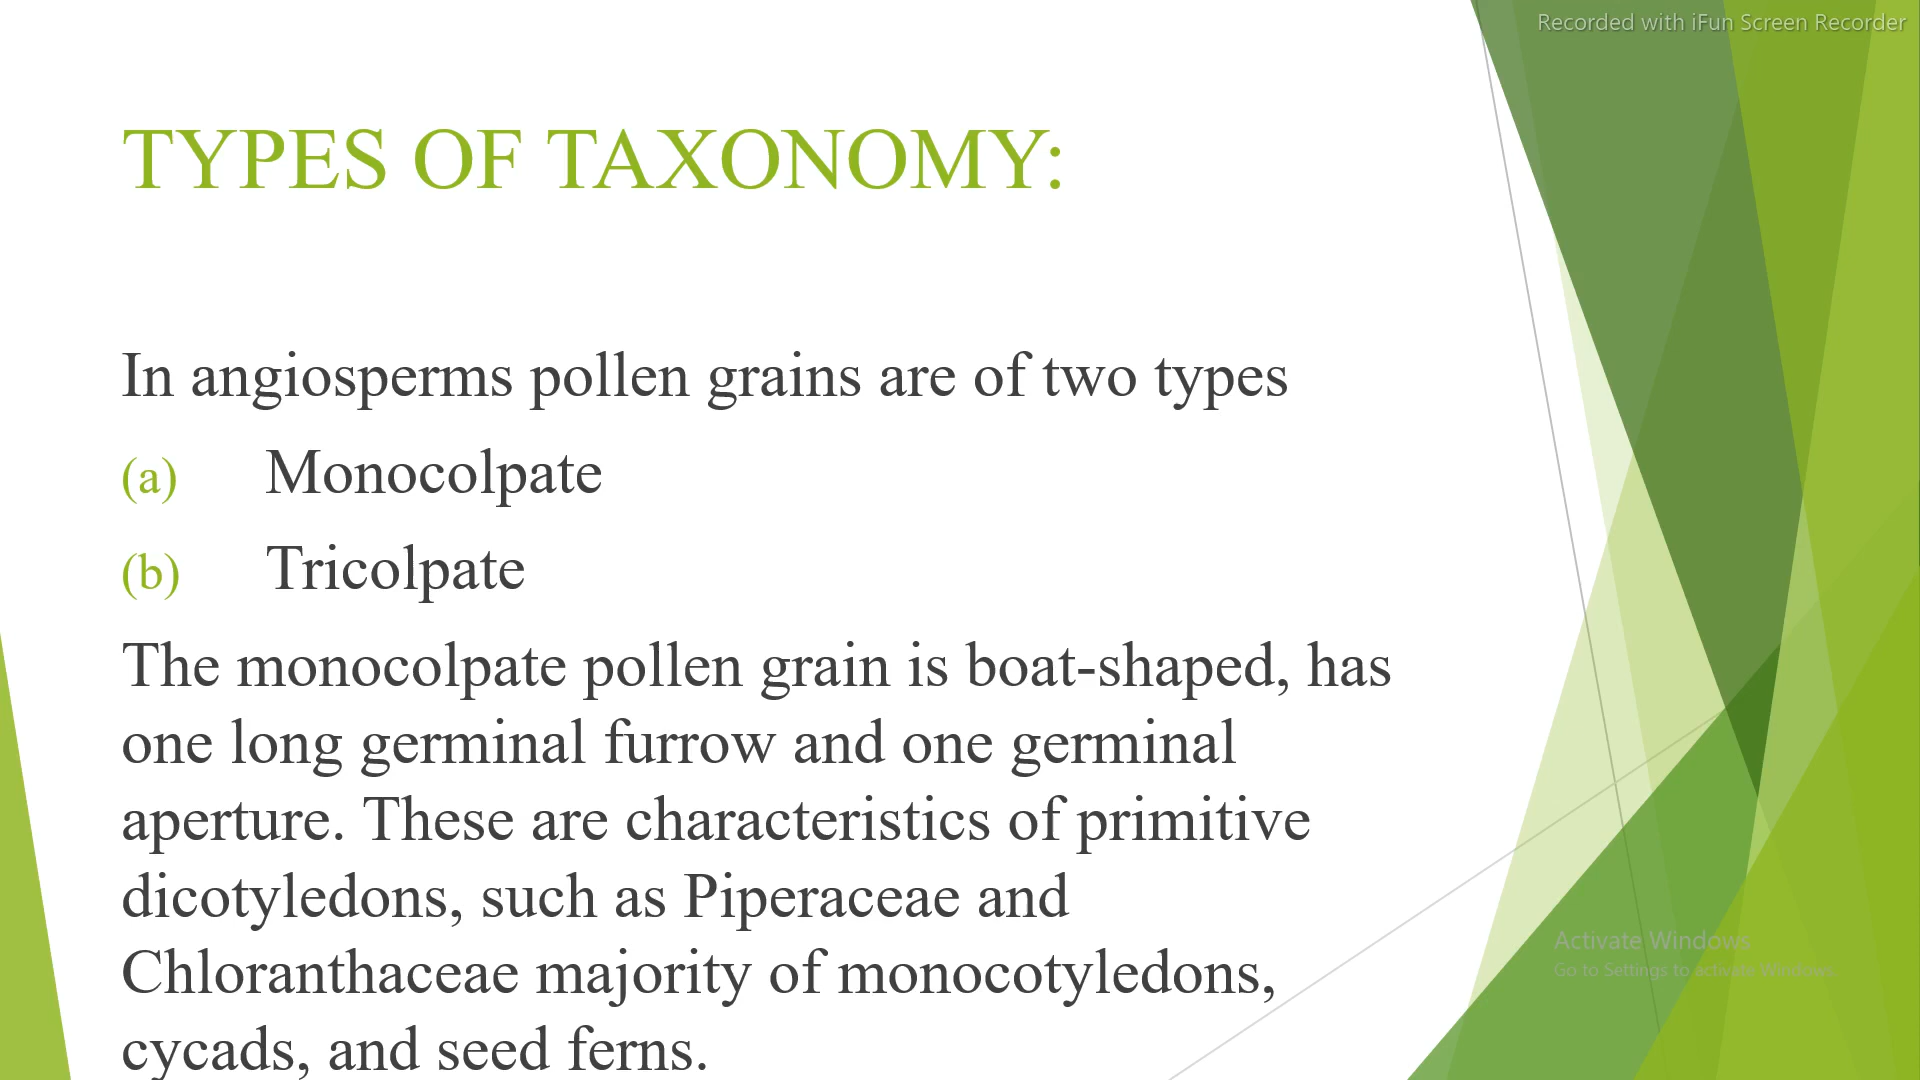 Recorded with iFun Screen Recorder
TYPES OF TAXONOMY:
In angiosperms pollen grains are of two types
(a) Monocolpate
(b) Tricolpate
The monocolpate pollen grain is boat-shaped, has
one long germinal furrow and one germinal
aperture. These are characteristics of primitive
dicotyledons, such as Piperaceae and
Chloranthaceae majority of monocotyledons,
cycads, and seed ferns.
Activate Windows
Go to Settings to activate Windows.